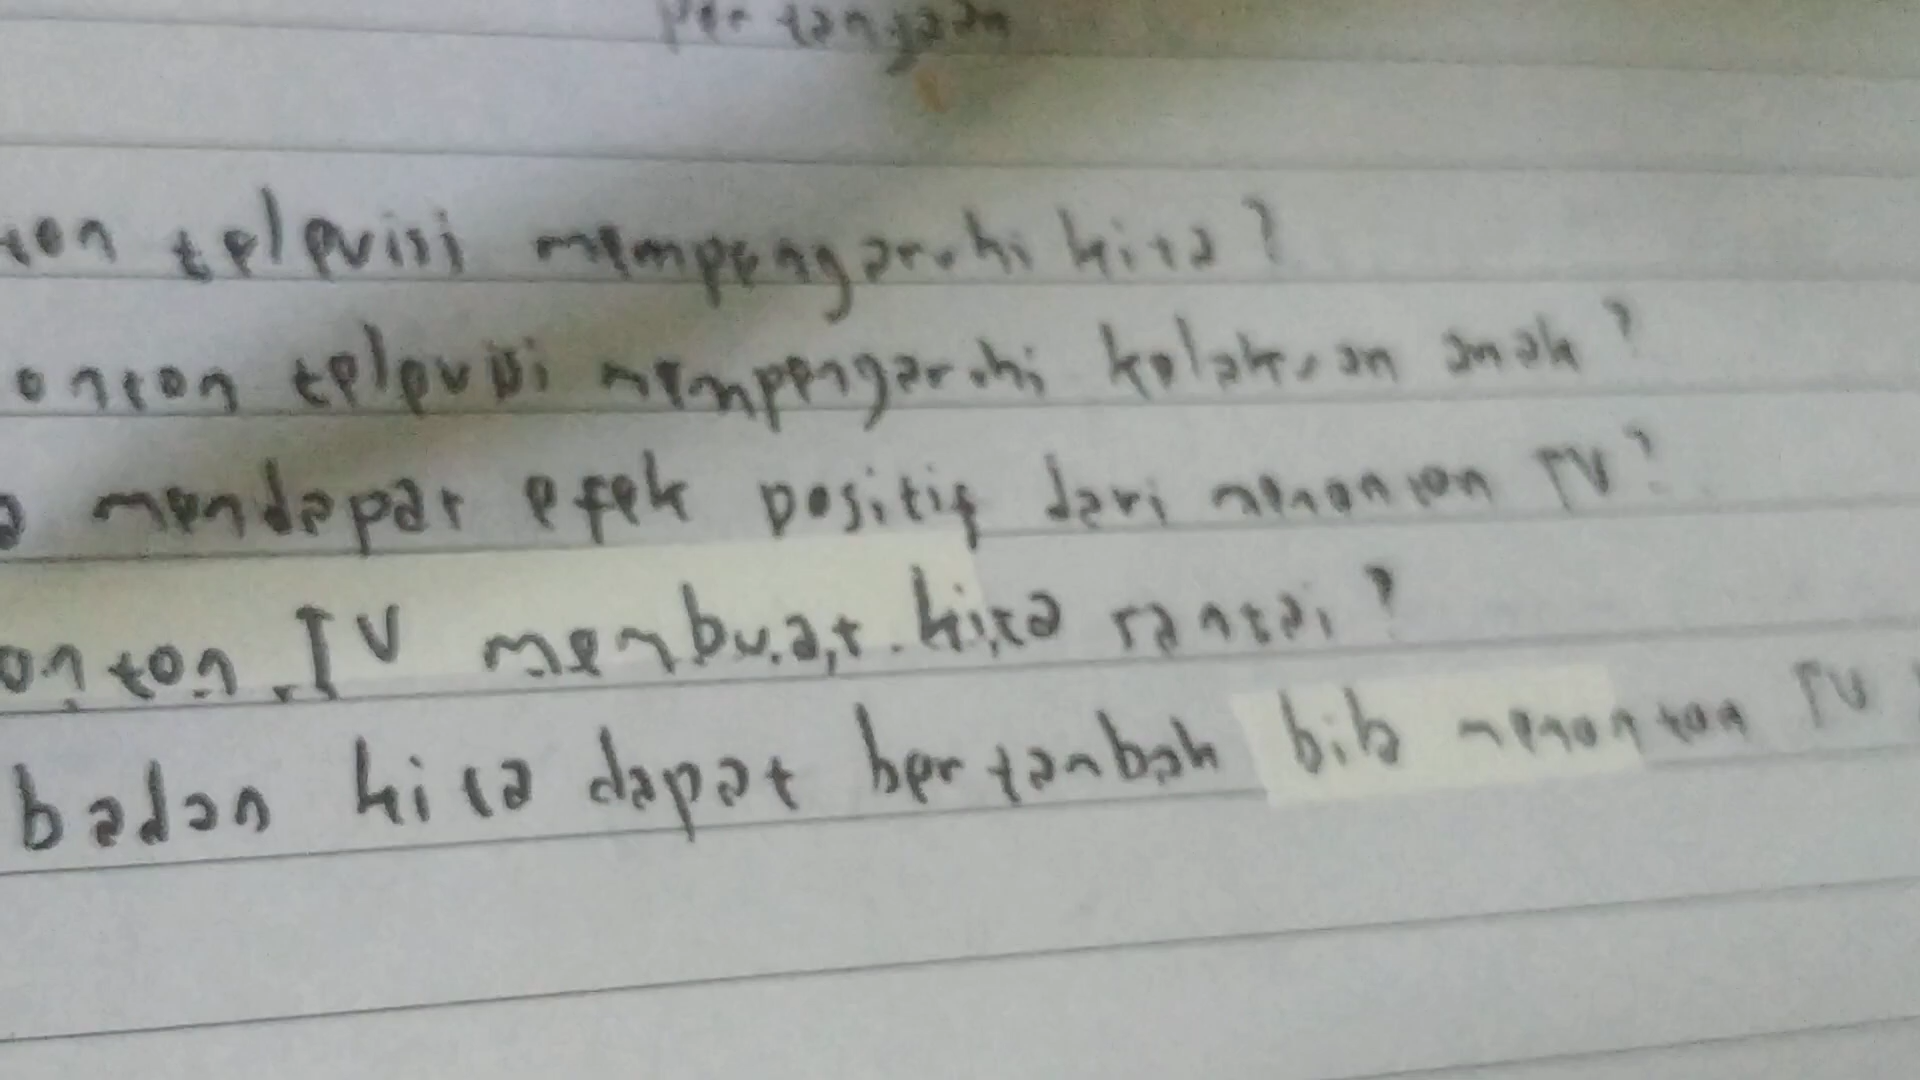 Pertanyaan
ton televisi mempengaruhi kita?
onton televisi mempengaruhi kelakuan anak?
a mendapat efek positif dari menonton TV?
onton TV membuat kita santai?
badan kita dapat bertambah bila menonton TV